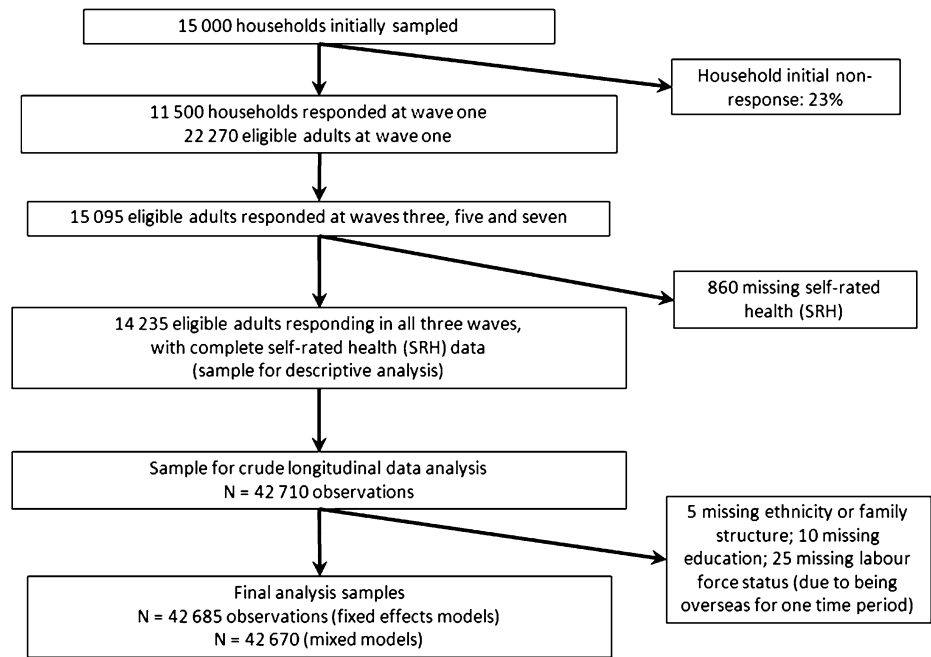 15 000 households initially sampled
Household initial non-
response: 23%
11 500 households responded at wave one
22 270 eligible adults at wave one
15 095 eligible adults responded at waves three, five and seven
860 missing self-rated
health (SRH)
14 235 eligible adults responding in all three waves,
with complete self-rated health (SRH) data
(sample for descriptive analysis)
Sample for crude longitudinal data analysis
N = 42 710 observations
5 missing ethnicity or family
structure; 10 missing
education; 25 missing labour
force status (due to being
overseas for one time period)
Final analysis samples
N = 42 685 observations (fixed effects models)
N = 42 670 (mixed models)